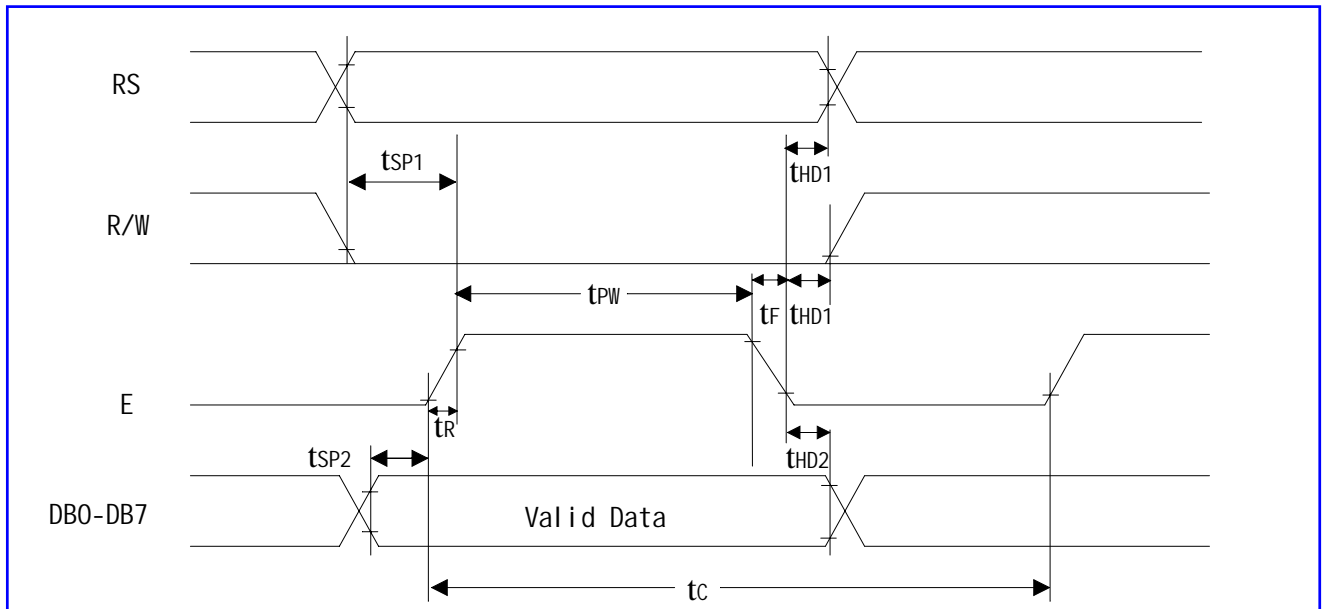 RS
tSP1
tHD1
R/W
tPW
tF
tHD1
E
tR
tSP2
tHD2
DB0-DB7
Valid Data
tC